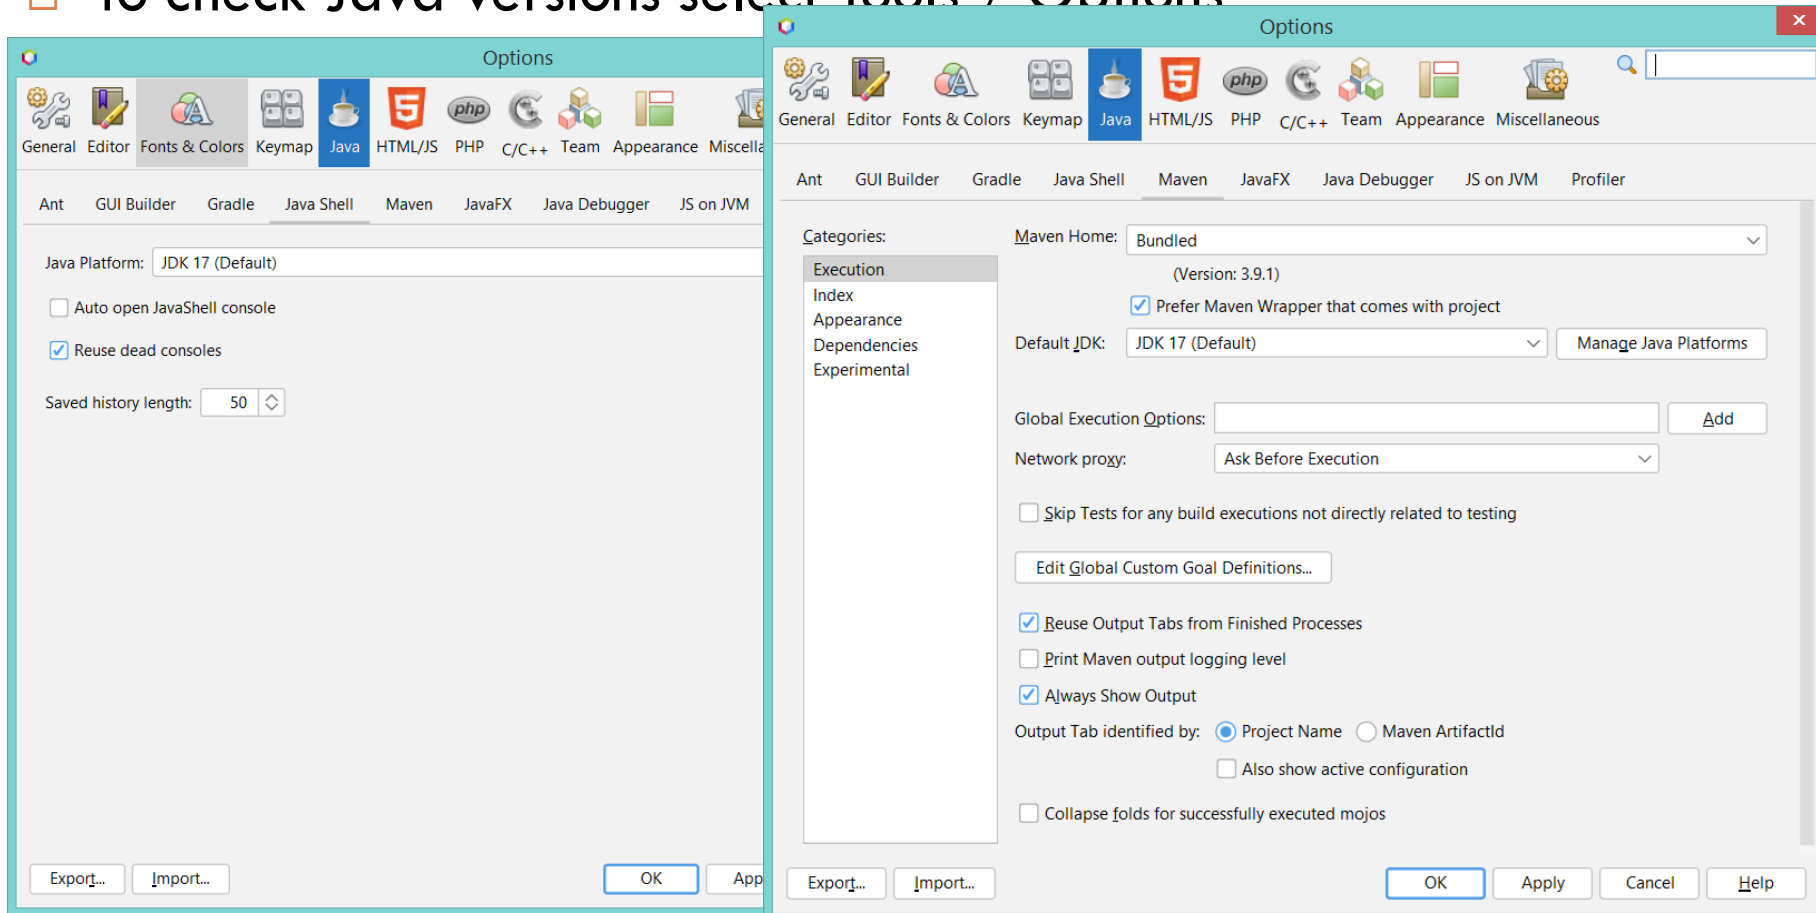 To check Java versions select Tools / Options
Options
General Editor Fonts & Colors Keymap Java HTML/JS PHP C/C++ Team Appearance
Ant GUI Builder Gradle Java Shell Maven JavaFX Java Debugger JS on JVM
Java Platform: JDK 17 (Default)
Auto open JavaShell console
Reuse dead consoles
Saved history length: 50
Export... Import... OK
Options
General Editor Fonts & Colors Keymap Java HTML/JS PHP C/C++ Team Appearance Miscellaneous
php
Ant GUI Builder Gradle Java Shell Maven JavaFX Java Debugger JS on JVM Profiler
Categories:
Execution
Index
Appearance
Dependencies
Experimental
Maven Home: Bundled
(Version: 3.9.1)
Prefer Maven Wrapper that comes with project
Default JDK: JDK 17 (Default) Manage Java Platforms
Global Execution Options: Add
Network proxy: Ask Before Execution
Skip Tests for any build executions not directly related to testing
Edit Global Custom Goal Definitions...
Reuse Output Tabs from Finished Processes
Print Maven output logging level
Always Show Output
Output Tab identified by: Project Name Maven ArtifactId
Also show active configuration
Collapse folds for successfully executed mojos
Export... Import... OK Apply Cancel Help